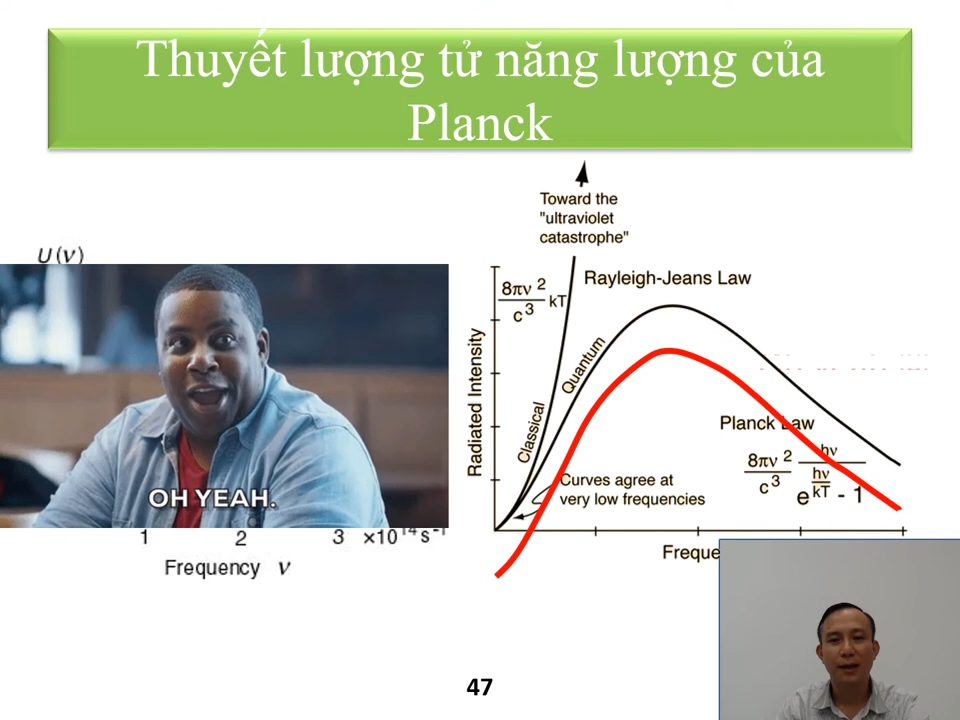 Thuyết lượng tử năng lượng của
Planck
U(ν)
OH YEAH.
1 2 3 ×10¹⁴s⁻¹
Frequency ν
Toward the
"ultraviolet
catastrophe"
Rayleigh-Jeans Law
8πν² / c³ kT
Radiated Intensity
Classical
Quantum
Planck Law
8πν² / c³ hν / e^(hν/kT) - 1
Curves agree at
very low frequencies
47